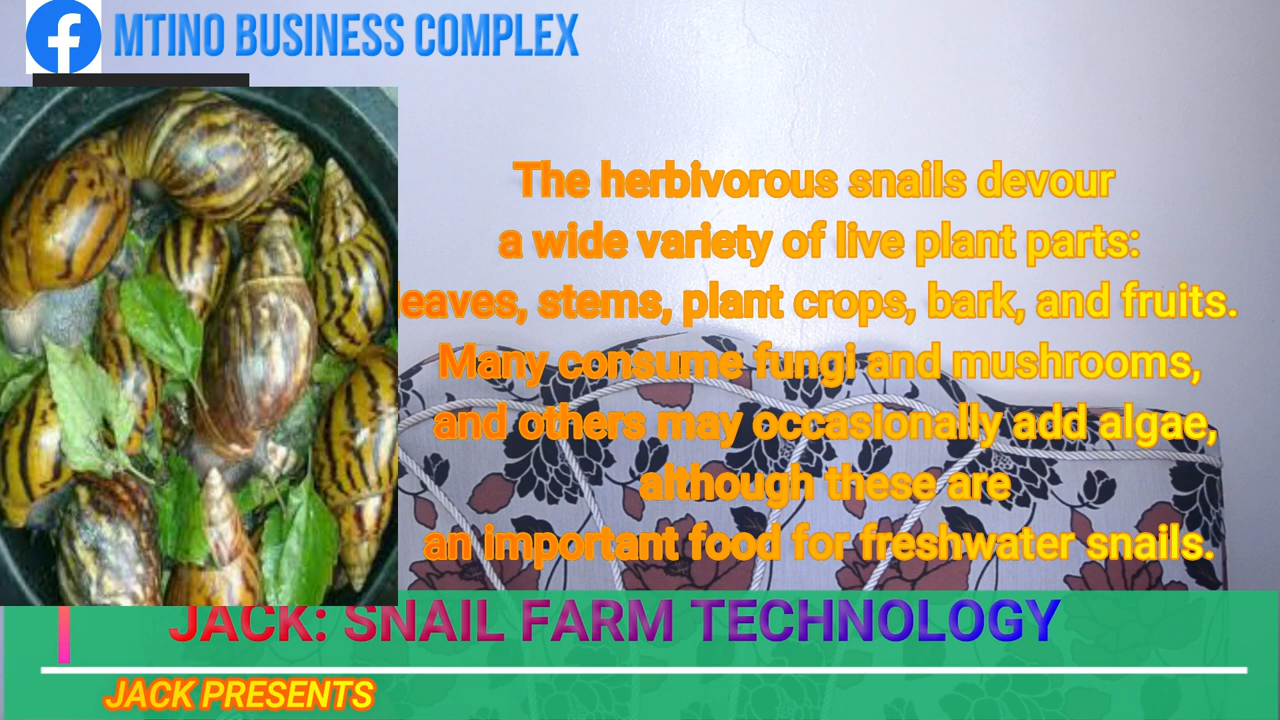 MTINO BUSINESS COMPLEX
The herbivorous snails devour
a wide variety of live plant parts:
leaves, stems, plant crops, bark, and fruits.
Many consume fungi and mushrooms,
and others may occasionally add algae,
although these are
an important food for freshwater snails.
JACK: SNAIL FARM TECHNOLOGY
JACK PRESENTS